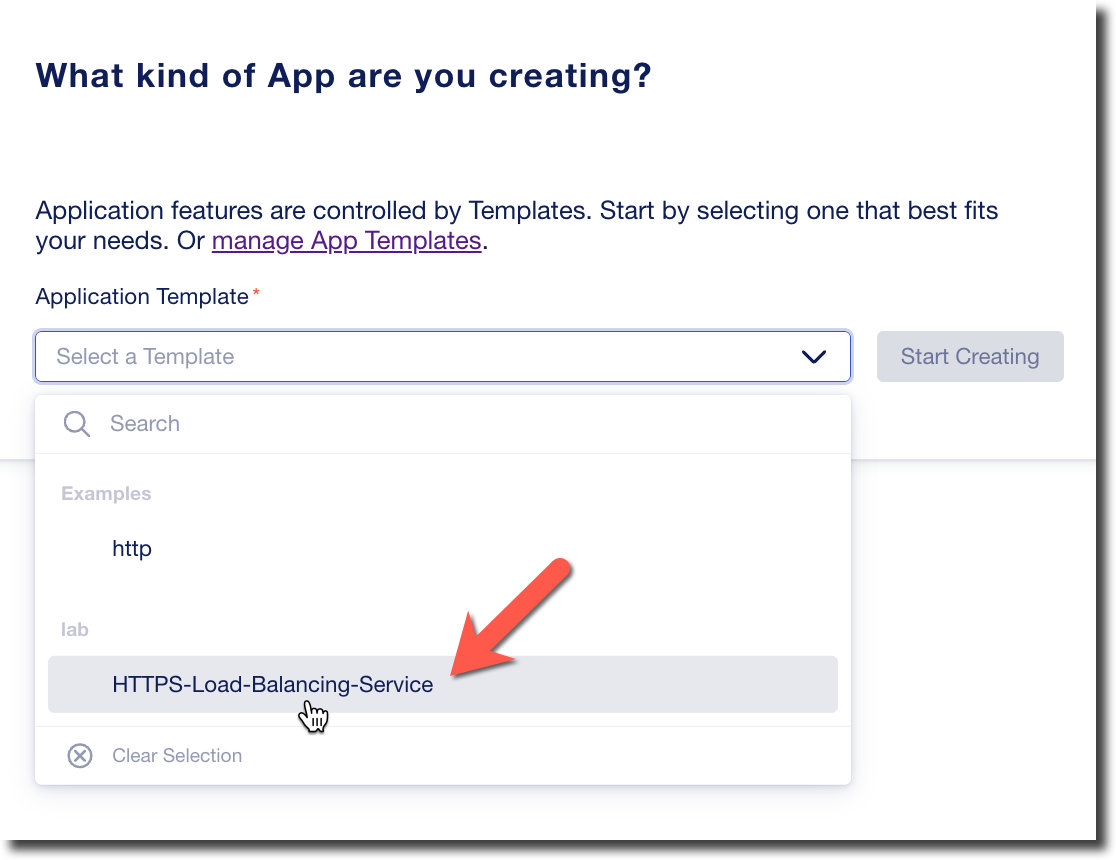 What kind of App are you creating?
Application features are controlled by Templates. Start by selecting one that best fits
your needs. Or manage App Templates.
Application Template*
Select a Template
Start Creating
Search
Examples
http
lab
HTTPS-Load-Balancing-Service
Clear Selection